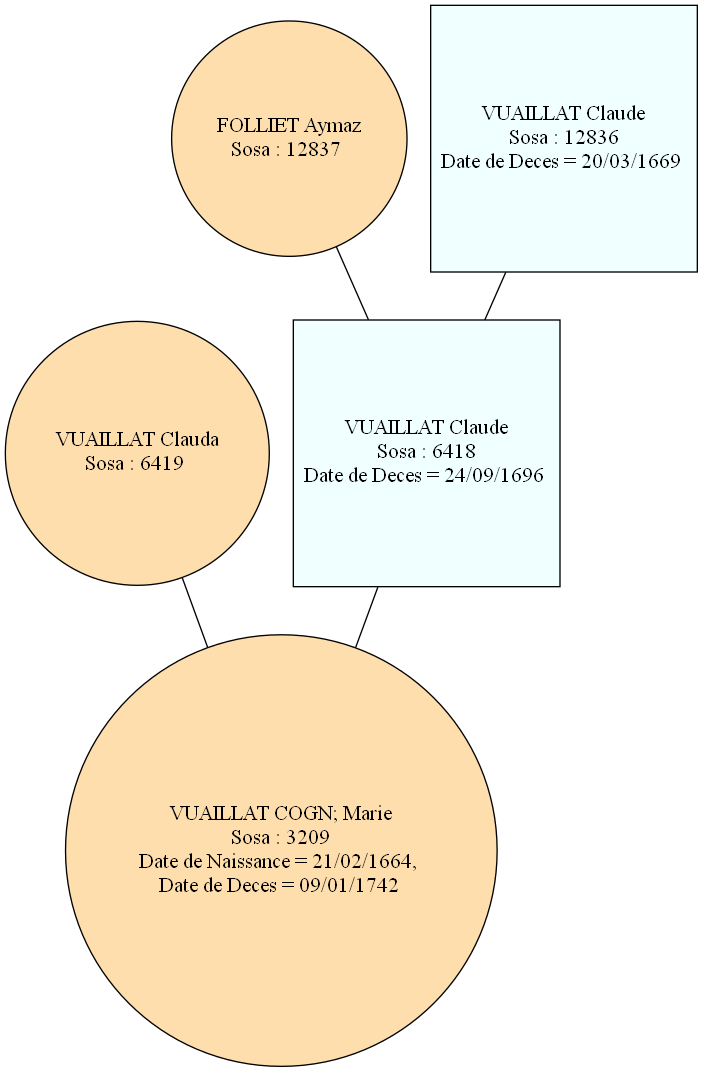 FOLLIET Aymaz
Sosa : 12837
VUAILLAT Claude
Sosa : 12836
Date de Deces = 20/03/1669
VUAILLAT Clauda
Sosa : 6419
VUAILLAT Claude
Sosa : 6418
Date de Deces = 24/09/1696
VUAILLAT COGN; Marie
Sosa : 3209
Date de Naissance = 21/02/1664,
Date de Deces = 09/01/1742